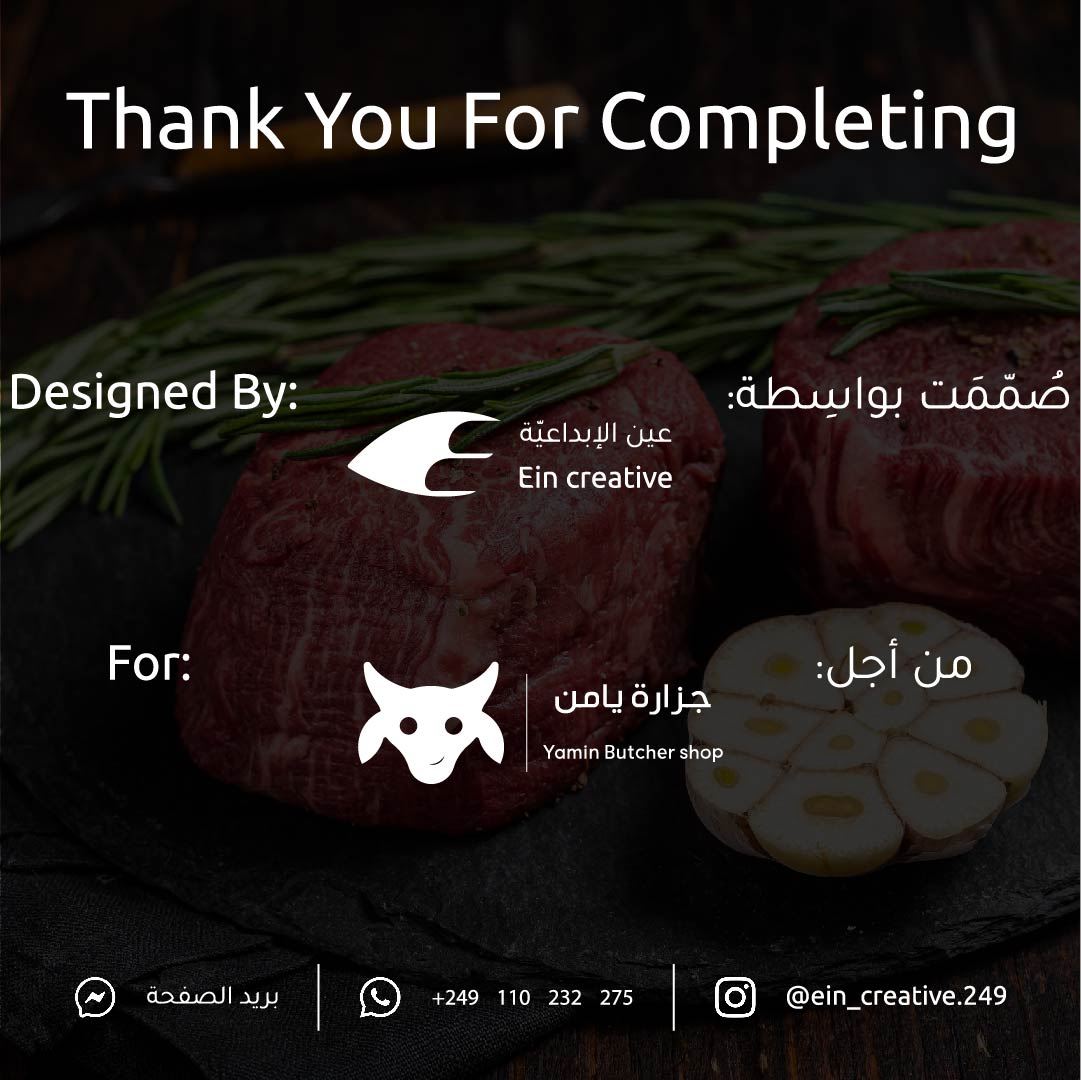 Thank You For Completing
Designed By:
صُمّمَت بواسِطة:
عين الإبداعيّة
Ein creative
For:
من أجل:
جزارة يامن
Yamin Butcher shop
بريد الصفحة
+249 110 232 275
@ein_creative.249